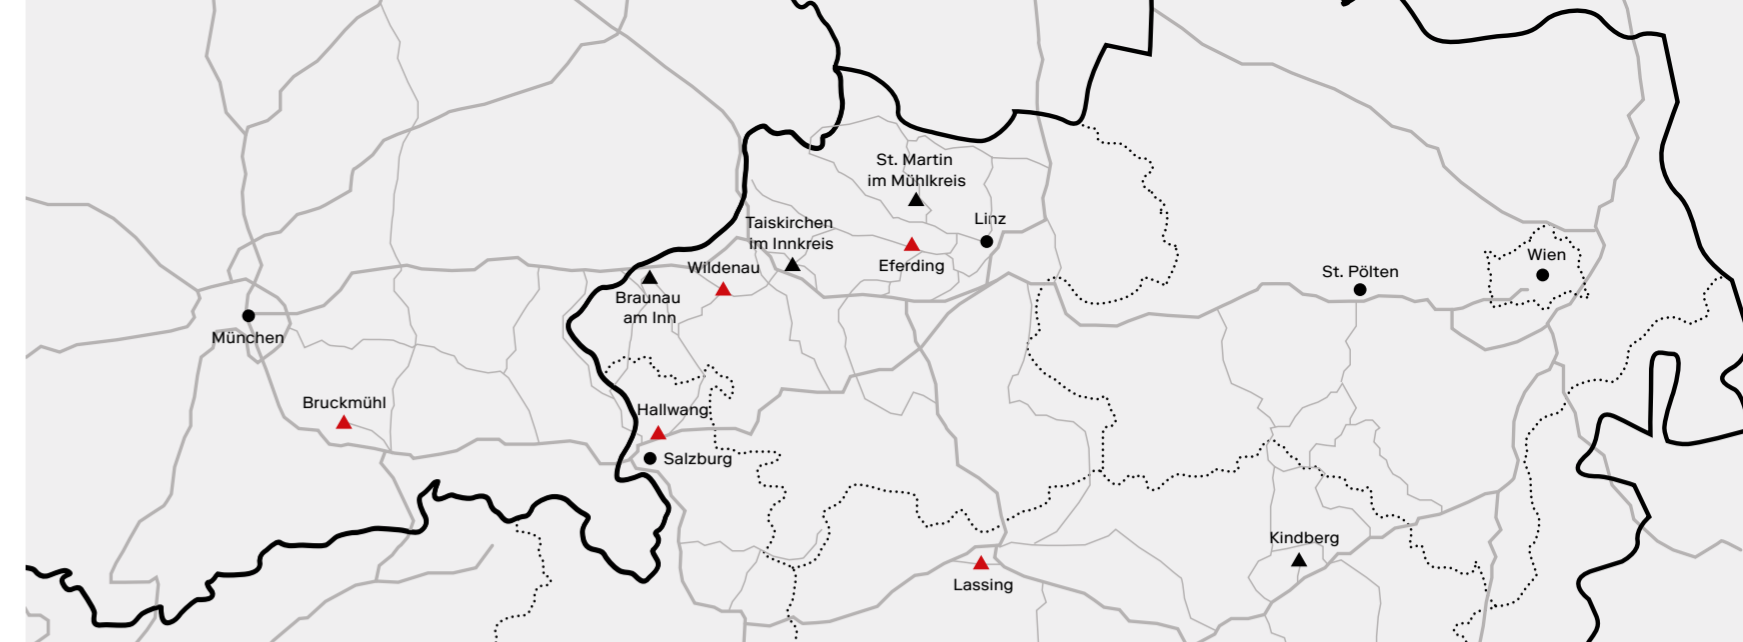 St. Martin
im Mühlkreis
Linz
Taiskirchen
im Innkreis
Eferding
Wildenau
Braunau
am Inn
Wien
St. Pölten
München
Bruckmühl
Hallwang
Salzburg
Kindberg
Lassing